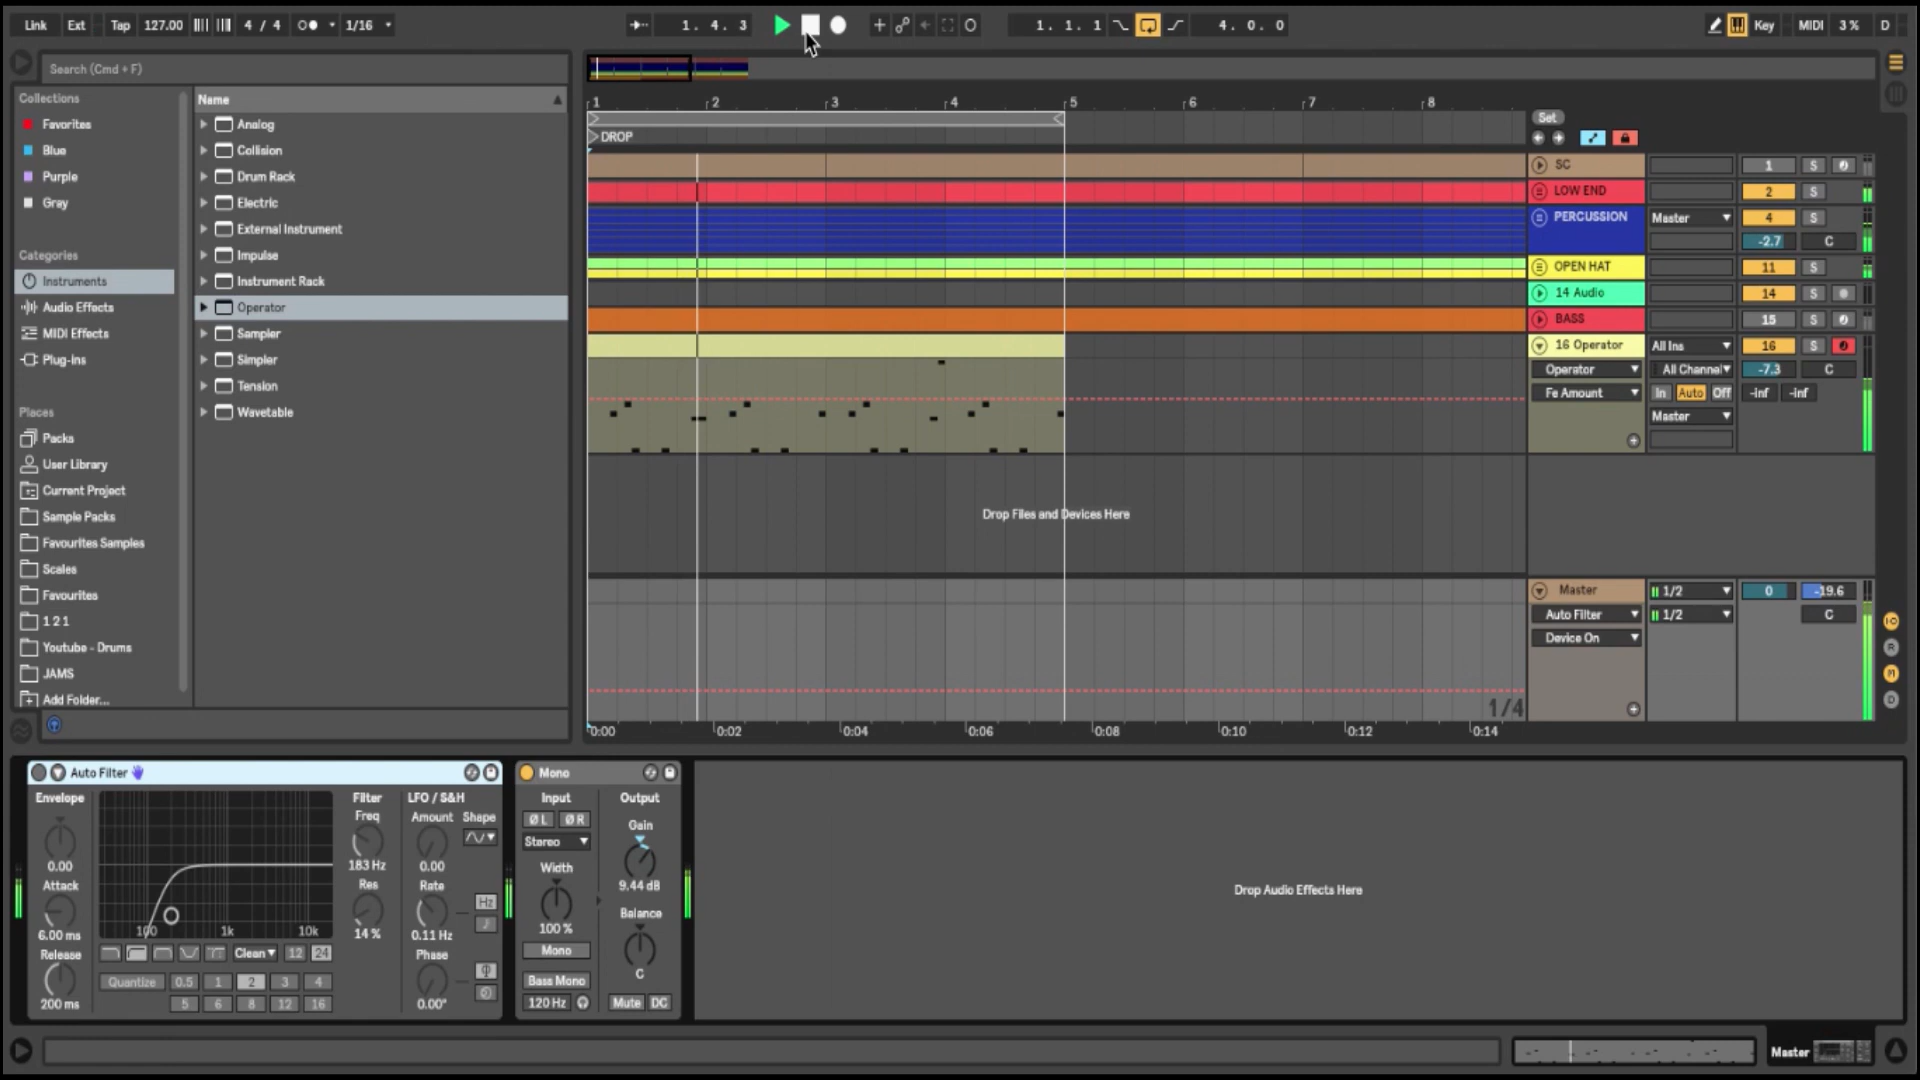 Link Ext Tap 127.00 4 / 4 1/16 1. 4. 3 1. 1. 1 4. 0. 0 Key MIDI 3 % D
Search (Cmd + F)
Collections
Favorites
Blue
Purple
Gray
Categories
Instruments
Audio Effects
MIDI Effects
Plug-ins
Places
Packs
User Library
Current Project
Sample Packs
Favourites Samples
Scales
Favourites
1 2 1
Youtube - Drums
JAMS
Add Folder...
Name
Analog
Collision
Drum Rack
Electric
External Instrument
Impulse
Instrument Rack
Operator
Sampler
Simpler
Tension
Wavetable
1 2 3 4 5 6 7 8
DROP
Set
SC 1 S
LOW END 2 S
PERCUSSION Master 4 S
-2.7 C
OPEN HAT 11 S
14 Audio 14 S
BASS 15 S
16 Operator All Ins 16 S
Operator All Channel -7.3 C
Fe Amount In Auto Off -inf -inf
Master
Drop Files and Devices Here
Master 1/2 0 -19.6
Auto Filter 1/2 C
Device On
1/4
0:00 0:02 0:04 0:06 0:08 0:10 0:12 0:14
IO
R
M
D
Auto Filter
Envelope
0.00
Attack
6.00 ms
Release
200 ms
100 1k 10k
Clean 12 24
Quantize 0.5 1 2 3 4
5 6 8 12 16
Filter
Freq
183 Hz
Res
14 %
LFO / S&H
Amount Shape
0.00
Rate
Hz
0.11 Hz
Phase
0.00°
Mono
Input Output
Ø L Ø R
Stereo
Width
100 %
Mono
Bass Mono
120 Hz
Gain
9.44 dB
Balance
C
Mute DC
Drop Audio Effects Here
Master